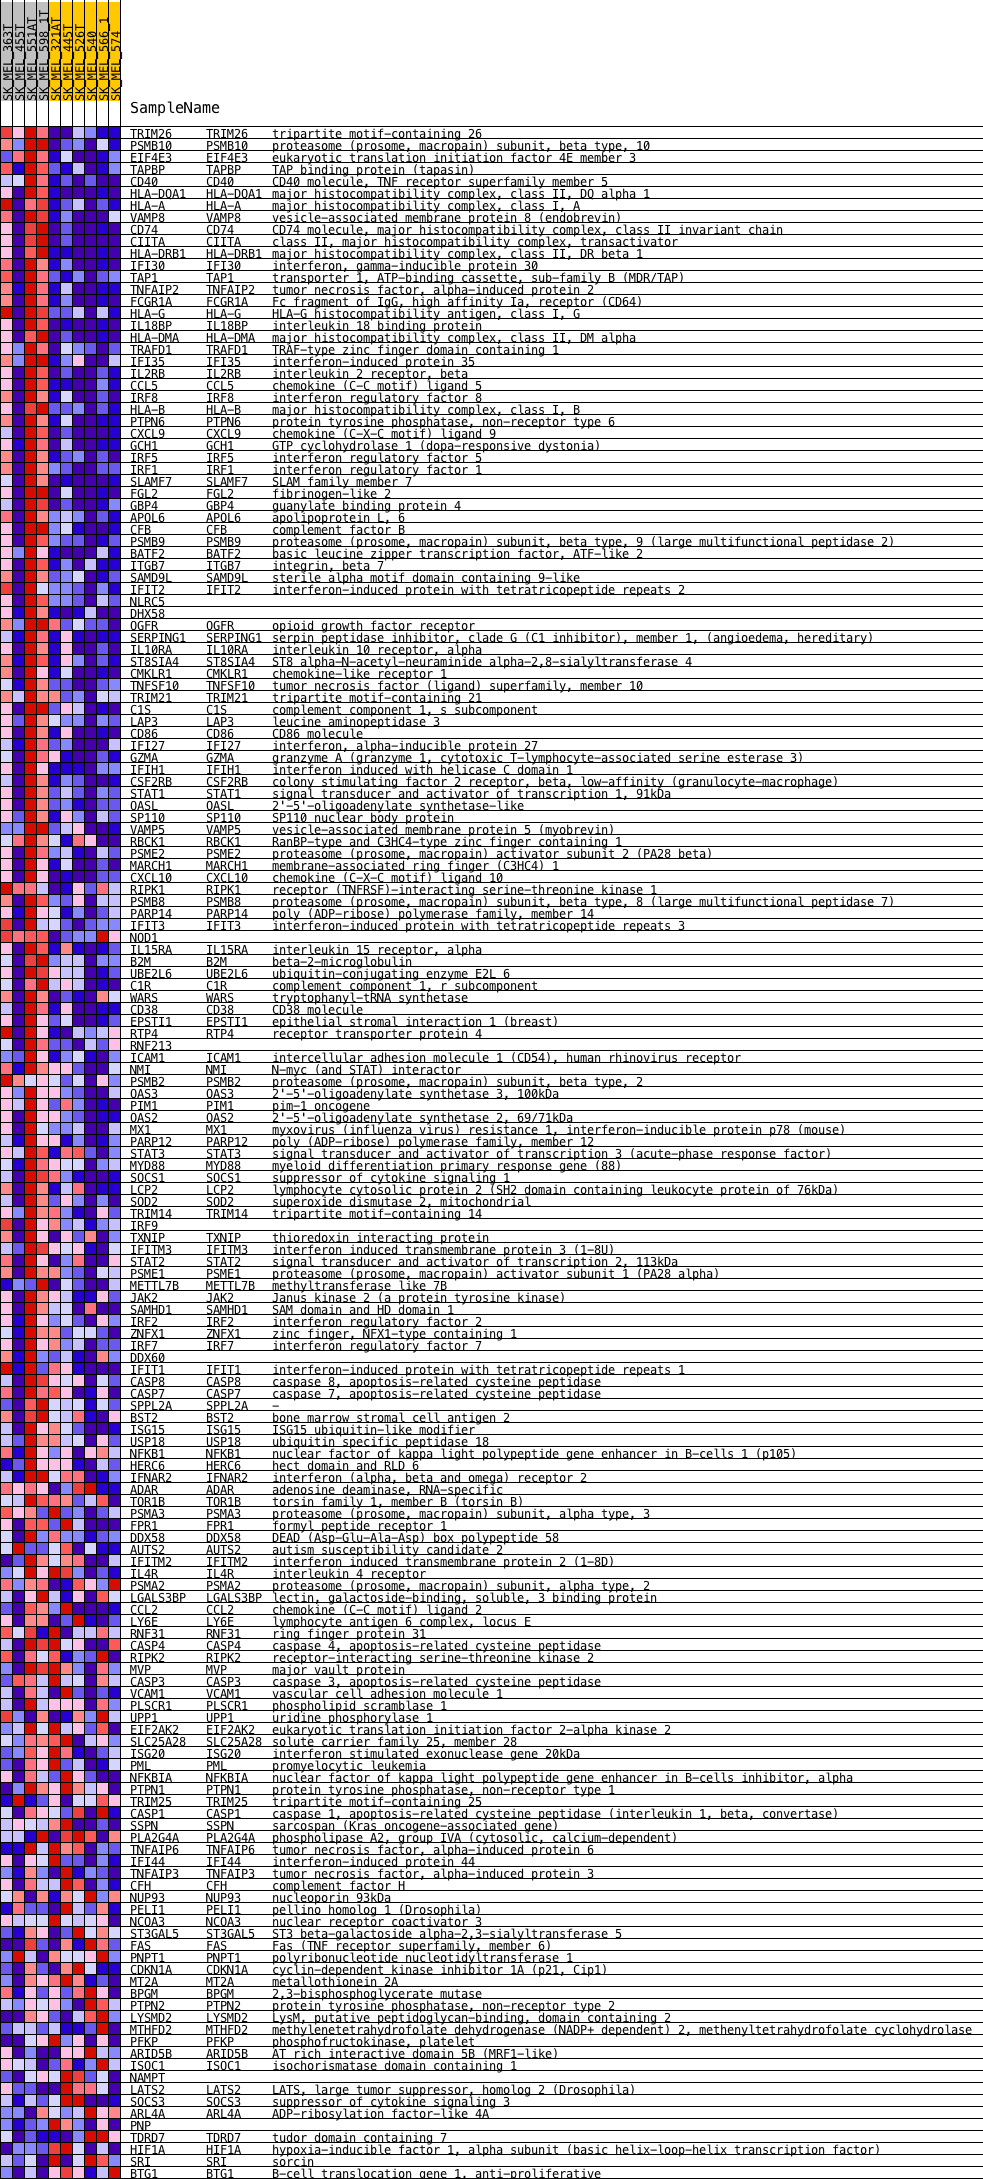 SK_MEL_363T
SK_MEL_455T
SK_MEL_551AT
SK_MEL_598_1T
SK_MEL_321AT
SK_MEL_445T
SK_MEL_526T
SK_MEL_540
SK_MEL_566_1
SK_MEL_574
SampleName
TRIM26 TRIM26 tripartite motif-containing 26
PSMB10 PSMB10 proteasome (prosome, macropain) subunit, beta type, 10
EIF4E3 EIF4E3 eukaryotic translation initiation factor 4E member 3
TAPBP TAPBP TAP binding protein (tapasin)
CD40 CD40 CD40 molecule, TNF receptor superfamily member 5
HLA-DOA1 HLA-DOA1 major histocompatibility complex, class II, DQ alpha 1
HLA-A HLA-A major histocompatibility complex, class I, A
VAMP8 VAMP8 vesicle-associated membrane protein 8 (endobrevin)
CD74 CD74 CD74 molecule, major histocompatibility complex, class II invariant chain
CIITA CIITA class II, major histocompatibility complex, transactivator
HLA-DRB1 HLA-DRB1 major histocompatibility complex, class II, DR beta 1
IFI30 IFI30 interferon, gamma-inducible protein 30
TAP1 TAP1 transporter 1, ATP-binding cassette, sub-family B (MDR/TAP)
TNFAIP2 TNFAIP2 tumor necrosis factor, alpha-induced protein 2
FCGR1A FCGR1A Fc fragment of IgG, high affinity Ia, receptor (CD64)
HLA-G HLA-G HLA-G histocompatibility antigen, class I, G
IL18BP IL18BP interleukin 18 binding protein
HLA-DMA HLA-DMA major histocompatibility complex, class II, DM alpha
TRAFD1 TRAFD1 TRAF-type zinc finger domain containing 1
IFI35 IFI35 interferon-induced protein 35
IL2RB IL2RB interleukin 2 receptor, beta
CCL5 CCL5 chemokine (C-C motif) ligand 5
IRF8 IRF8 interferon regulatory factor 8
HLA-B HLA-B major histocompatibility complex, class I, B
PTPN6 PTPN6 protein tyrosine phosphatase, non-receptor type 6
CXCL9 CXCL9 chemokine (C-X-C motif) ligand 9
GCH1 GCH1 GTP cyclohydrolase 1 (dopa-responsive dystonia)
IRF5 IRF5 interferon regulatory factor 5
IRF1 IRF1 interferon regulatory factor 1
SLAMF7 SLAMF7 SLAM family member 7
FGL2 FGL2 fibrinogen-like 2
GBP4 GBP4 guanylate binding protein 4
APOL6 APOL6 apolipoprotein L, 6
CFB CFB complement factor B
PSMB9 PSMB9 proteasome (prosome, macropain) subunit, beta type, 9 (large multifunctional peptidase 2)
BATF2 BATF2 basic leucine zipper transcription factor, ATF-like 2
ITGB7 ITGB7 integrin, beta 7
SAMD9L SAMD9L sterile alpha motif domain containing 9-like
IFIT2 IFIT2 interferon-induced protein with tetratricopeptide repeats 2
NLRC5
DHX58
OGFR OGFR opioid growth factor receptor
SERPING1 SERPING1 serpin peptidase inhibitor, clade G (C1 inhibitor), member 1, (angioedema, hereditary)
IL10RA IL10RA interleukin 10 receptor, alpha
ST8SIA4 ST8SIA4 ST8 alpha-N-acetyl-neuraminide alpha-2,8-sialyltransferase 4
CMKLR1 CMKLR1 chemokine-like receptor 1
TNFSF10 TNFSF10 tumor necrosis factor (ligand) superfamily, member 10
TRIM21 TRIM21 tripartite motif-containing 21
C1S C1S complement component 1, s subcomponent
LAP3 LAP3 leucine aminopeptidase 3
CD86 CD86 CD86 molecule
IFI27 IFI27 interferon, alpha-inducible protein 27
GZMA GZMA granzyme A (granzyme 1, cytotoxic T-lymphocyte-associated serine esterase 3)
IFIH1 IFIH1 interferon induced with helicase C domain 1
CSF2RB CSF2RB colony stimulating factor 2 receptor, beta, low-affinity (granulocyte-macrophage)
STAT1 STAT1 signal transducer and activator of transcription 1, 91kDa
OASL OASL 2'-5'-oligoadenylate synthetase-like
SP110 SP110 SP110 nuclear body protein
VAMP5 VAMP5 vesicle-associated membrane protein 5 (myobrevin)
RBCK1 RBCK1 RanBP-type and C3HC4-type zinc finger containing 1
PSME2 PSME2 proteasome (prosome, macropain) activator subunit 2 (PA28 beta)
MARCH1 MARCH1 membrane-associated ring finger (C3HC4) 1
CXCL10 CXCL10 chemokine (C-X-C motif) ligand 10
RIPK1 RIPK1 receptor (TNFRSF)-interacting serine-threonine kinase 1
PSMB8 PSMB8 proteasome (prosome, macropain) subunit, beta type, 8 (large multifunctional peptidase 7)
PARP14 PARP14 poly (ADP-ribose) polymerase family, member 14
IFIT3 IFIT3 interferon-induced protein with tetratricopeptide repeats 3
NOD1
IL15RA IL15RA interleukin 15 receptor, alpha
B2M B2M beta-2-microglobulin
UBE2L6 UBE2L6 ubiquitin-conjugating enzyme E2L 6
C1R C1R complement component 1, r subcomponent
WARS WARS tryptophanyl-tRNA synthetase
CD38 CD38 CD38 molecule
EPSTI1 EPSTI1 epithelial stromal interaction 1 (breast)
RTP4 RTP4 receptor transporter protein 4
RNF213
ICAM1 ICAM1 intercellular adhesion molecule 1 (CD54), human rhinovirus receptor
NMI NMI N-myc (and STAT) interactor
PSMB2 PSMB2 proteasome (prosome, macropain) subunit, beta type, 2
OAS3 OAS3 2'-5'-oligoadenylate synthetase 3, 100kDa
PIM1 PIM1 pim-1 oncogene
OAS2 OAS2 2'-5'-oligoadenylate synthetase 2, 69/71kDa
MX1 MX1 myxovirus (influenza virus) resistance 1, interferon-inducible protein p78 (mouse)
PARP12 PARP12 poly (ADP-ribose) polymerase family, member 12
STAT3 STAT3 signal transducer and activator of transcription 3 (acute-phase response factor)
MYD88 MYD88 myeloid differentiation primary response gene (88)
SOCS1 SOCS1 suppressor of cytokine signaling 1
LCP2 LCP2 lymphocyte cytosolic protein 2 (SH2 domain containing leukocyte protein of 76kDa)
SOD2 SOD2 superoxide dismutase 2, mitochondrial
TRIM14 TRIM14 tripartite motif-containing 14
IRF9
TXNIP TXNIP thioredoxin interacting protein
IFITM3 IFITM3 interferon induced transmembrane protein 3 (1-8U)
STAT2 STAT2 signal transducer and activator of transcription 2, 113kDa
PSME1 PSME1 proteasome (prosome, macropain) activator subunit 1 (PA28 alpha)
METTL7B METTL7B methyltransferase like 7B
JAK2 JAK2 Janus kinase 2 (a protein tyrosine kinase)
SAMHD1 SAMHD1 SAM domain and HD domain 1
IRF2 IRF2 interferon regulatory factor 2
ZNFX1 ZNFX1 zinc finger, NFX1-type containing 1
IRF7 IRF7 interferon regulatory factor 7
DDX60
IFIT1 IFIT1 interferon-induced protein with tetratricopeptide repeats 1
CASP8 CASP8 caspase 8, apoptosis-related cysteine peptidase
CASP7 CASP7 caspase 7, apoptosis-related cysteine peptidase
SPPL2A SPPL2A -
BST2 BST2 bone marrow stromal cell antigen 2
ISG15 ISG15 ISG15 ubiquitin-like modifier
USP18 USP18 ubiquitin specific peptidase 18
NFKB1 NFKB1 nuclear factor of kappa light polypeptide gene enhancer in B-cells 1 (p105)
HERC6 HERC6 hect domain and RLD 6
IFNAR2 IFNAR2 interferon (alpha, beta and omega) receptor 2
ADAR ADAR adenosine deaminase, RNA-specific
TOR1B TOR1B torsin family 1, member B (torsin B)
PSMA3 PSMA3 proteasome (prosome, macropain) subunit, alpha type, 3
FPR1 FPR1 formyl peptide receptor 1
DDX58 DDX58 DEAD (Asp-Glu-Ala-Asp) box polypeptide 58
AUTS2 AUTS2 autism susceptibility candidate 2
IFITM2 IFITM2 interferon induced transmembrane protein 2 (1-8D)
IL4R IL4R interleukin 4 receptor
PSMA2 PSMA2 proteasome (prosome, macropain) subunit, alpha type, 2
LGALS3BP LGALS3BP lectin, galactoside-binding, soluble, 3 binding protein
CCL2 CCL2 chemokine (C-C motif) ligand 2
LY6E LY6E lymphocyte antigen 6 complex, locus E
RNF31 RNF31 ring finger protein 31
CASP4 CASP4 caspase 4, apoptosis-related cysteine peptidase
RIPK2 RIPK2 receptor-interacting serine-threonine kinase 2
MVP MVP major vault protein
CASP3 CASP3 caspase 3, apoptosis-related cysteine peptidase
VCAM1 VCAM1 vascular cell adhesion molecule 1
PLSCR1 PLSCR1 phospholipid scramblase 1
UPP1 UPP1 uridine phosphorylase 1
EIF2AK2 EIF2AK2 eukaryotic translation initiation factor 2-alpha kinase 2
SLC25A28 SLC25A28 solute carrier family 25, member 28
ISG20 ISG20 interferon stimulated exonuclease gene 20kDa
PML PML promyelocytic leukemia
NFKBIA NFKBIA nuclear factor of kappa light polypeptide gene enhancer in B-cells inhibitor, alpha
PTPN1 PTPN1 protein tyrosine phosphatase, non-receptor type 1
TRIM25 TRIM25 tripartite motif-containing 25
CASP1 CASP1 caspase 1, apoptosis-related cysteine peptidase (interleukin 1, beta, convertase)
SSPN SSPN sarcospan (Kras oncogene-associated gene)
PLA2G4A PLA2G4A phospholipase A2, group IVA (cytosolic, calcium-dependent)
TNFAIP6 TNFAIP6 tumor necrosis factor, alpha-induced protein 6
IFI44 IFI44 interferon-induced protein 44
TNFAIP3 TNFAIP3 tumor necrosis factor, alpha-induced protein 3
CFH CFH complement factor H
NUP93 NUP93 nucleoporin 93kDa
PELI1 PELI1 pellino homolog 1 (Drosophila)
NCOA3 NCOA3 nuclear receptor coactivator 3
ST3GAL5 ST3GAL5 ST3 beta-galactoside alpha-2,3-sialyltransferase 5
FAS FAS Fas (TNF receptor superfamily, member 6)
PNPT1 PNPT1 polyribonucleotide nucleotidyltransferase 1
CDKN1A CDKN1A cyclin-dependent kinase inhibitor 1A (p21, Cip1)
MT2A MT2A metallothionein 2A
BPGM BPGM 2,3-bisphosphoglycerate mutase
PTPN2 PTPN2 protein tyrosine phosphatase, non-receptor type 2
LYSMD2 LYSMD2 LysM, putative peptidoglycan-binding, domain containing 2
MTHFD2 MTHFD2 methylenetetrahydrofolate dehydrogenase (NADP+ dependent) 2, methenyltetrahydrofolate cyclohydrolase
PFKP PFKP phosphofructokinase, platelet
ARID5B ARID5B AT rich interactive domain 5B (MRF1-like)
ISOC1 ISOC1 isochorismatase domain containing 1
NAMPT
LATS2 LATS2 LATS, large tumor suppressor, homolog 2 (Drosophila)
SOCS3 SOCS3 suppressor of cytokine signaling 3
ARL4A ARL4A ADP-ribosylation factor-like 4A
PNP
TDRD7 TDRD7 tudor domain containing 7
HIF1A HIF1A hypoxia-inducible factor 1, alpha subunit (basic helix-loop-helix transcription factor)
SRI SRI sorcin
BTG1 BTG1 B-cell translocation gene 1, anti-proliferative